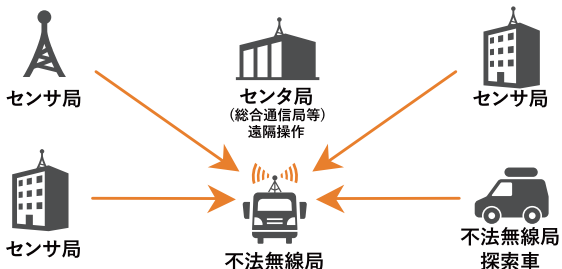 センサ局
センタ局
(総合通信局等)
遠隔操作
センサ局
センサ局
不法無線局
不法無線局
探索車